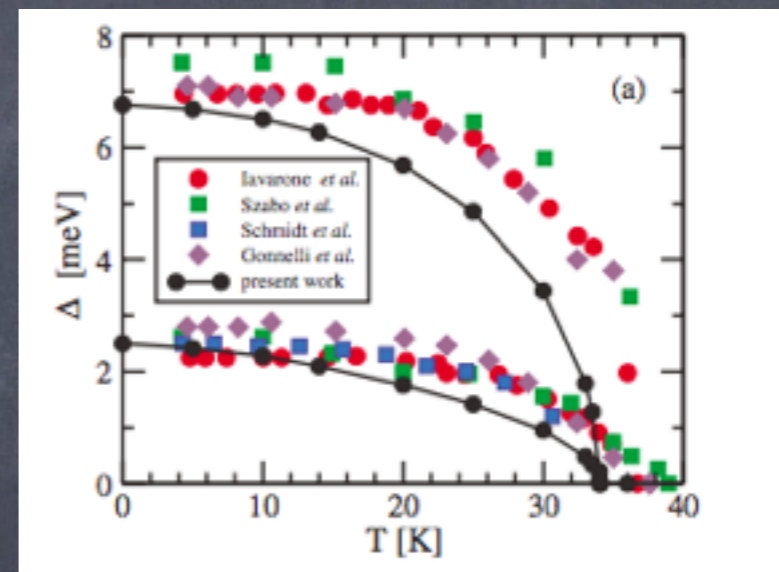 8
(a)
6
Iavarone et al.
Szabo et al.
Schmidt et al.
Gonnelli et al.
present work
Δ [meV]
4
2
0
0 10 20 30 40
T [K]